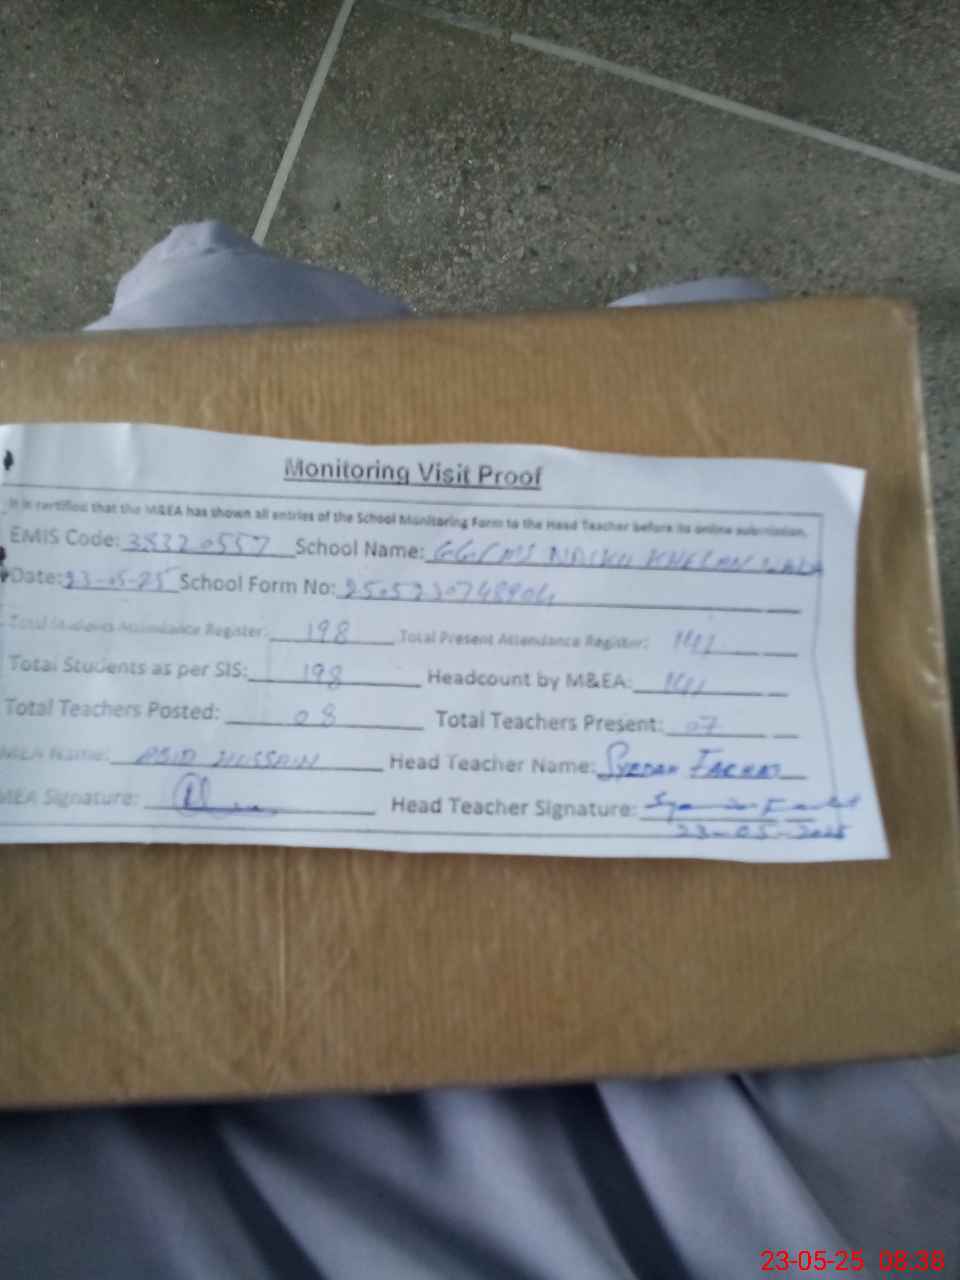 Monitoring Visit Proof
It is certified that the M&EA has shown all entries of the School Monitoring Form to the Head Teacher before its online submission.
EMIS Code: 38320557 School Name:
Date: 23-05-25 School Form No:
Total Students Attendance Register: 198 Total Present Attendance Register: 141
Total Students as per SIS: 198 Headcount by M&EA: 141
Total Teachers Posted: 08 Total Teachers Present: 07
MEA Name: HUSSAIN Head Teacher Name:
MEA Signature: Head Teacher Signature:
23-05-2025
23-05-25 08:38